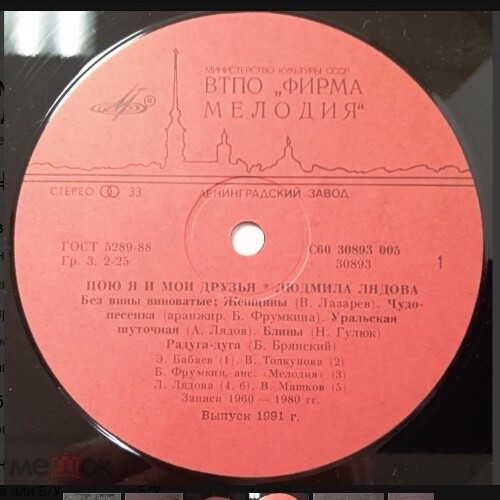 МИНИСТЕРСТВО КУЛЬТУРЫ СССР
ВТПО „ФИРМА
МЕЛОДИЯ“
СТЕРЕО 33 ЛЕНИНГРАДСКИЙ ЗАВОД
ГОСТ 5289-88 С60 30893 005
Гр. 3. 2-25 30893 1
ПОЮ Я И МОИ ДРУЗЬЯ * ЛЮДМИЛА ЛЯДОВА
Без вины виноватые; Женщины (В. Лазарев). Чудо-
песенка (аранжир. Б. Фрумкина). Уральская
шуточная (А. Лядов). Блины (Н. Гулюк)
Радуга-дуга (Б. Брянский)
Э. Бабаев (1), В. Толкунова (2)
Б. Фрумкин, анс. «Мелодия» (3)
Л. Лядова (4, 6), В. Машков (5)
Записи 1960 — 1980 гг.
Выпуск 1991 г.
мешок